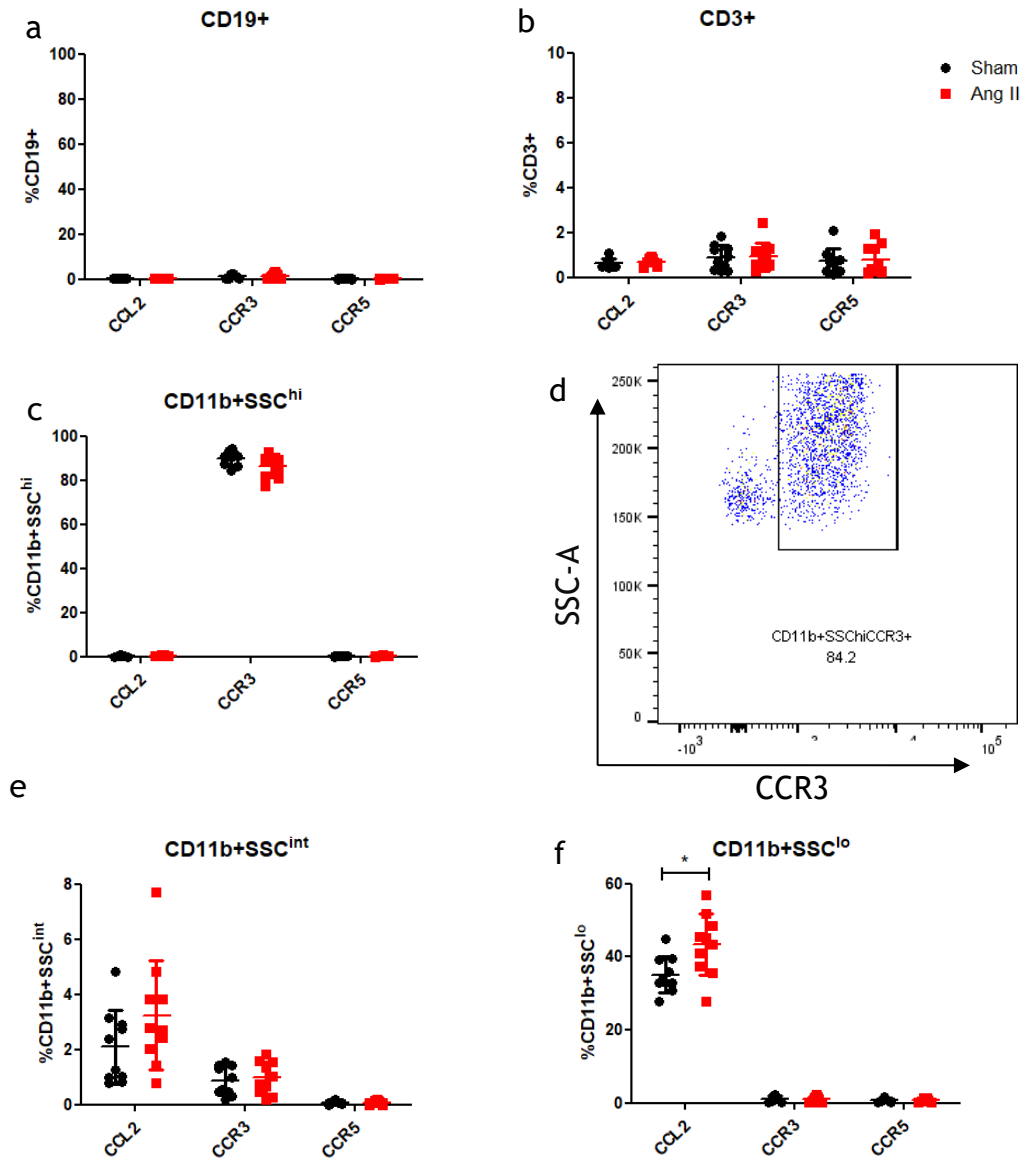 a
CD19+
%CD19+
100
80
60
40
20
0
CCL2
CCR3
CCR5
b
CD3+
%CD3+
10
8
6
4
2
0
CCL2
CCR3
CCR5
Sham
Ang II
c
CD11b+SSChi
%CD11b+SSChi
100
80
60
40
20
0
CCL2
CCR3
CCR5
d
SSC-A
250K
200K
150K
100K
50K
0
CD11b+SSChiCCR3+
84.2
-103
3
4
105
CCR3
e
CD11b+SSCint
%CD11b+SSCint
8
6
4
2
0
CCL2
CCR3
CCR5
f
CD11b+SSClo
%CD11b+SSClo
60
40
20
0
*
CCL2
CCR3
CCR5